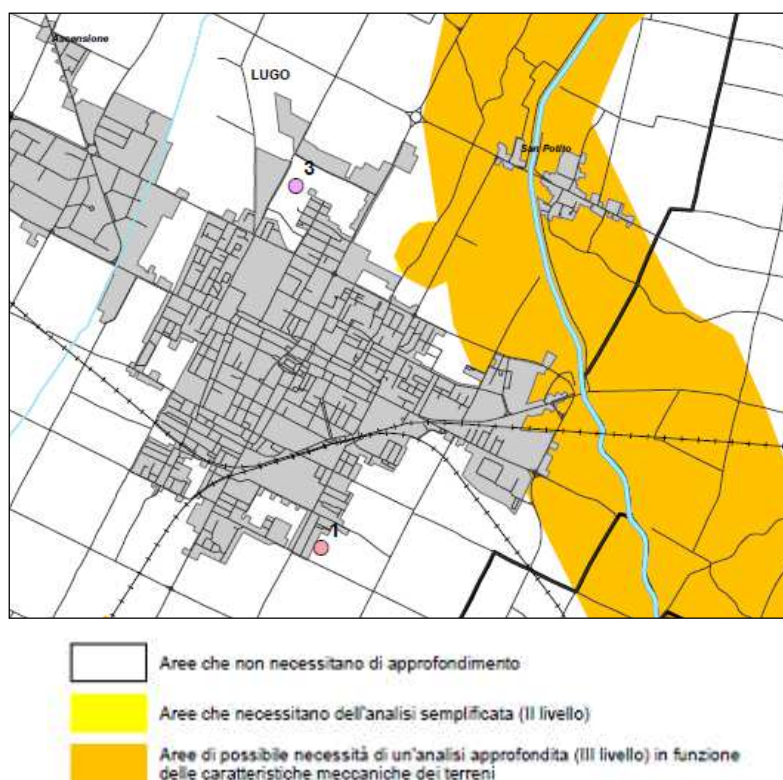 Ascensione
LUGO
San Potito
3
1
Aree che non necessitano di approfondimento
Aree che necessitano dell'analisi semplificata (II livello)
Aree di possibile necessità di un'analisi approfondita (III livello) in funzione
delle caratteristiche meccaniche dei terreni